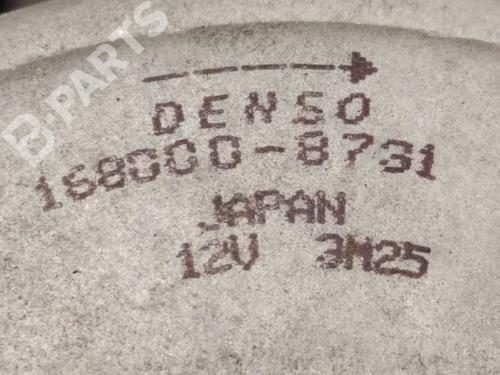 B-PARTS
DENSO
168000-8731
JAPAN
12V 3M25